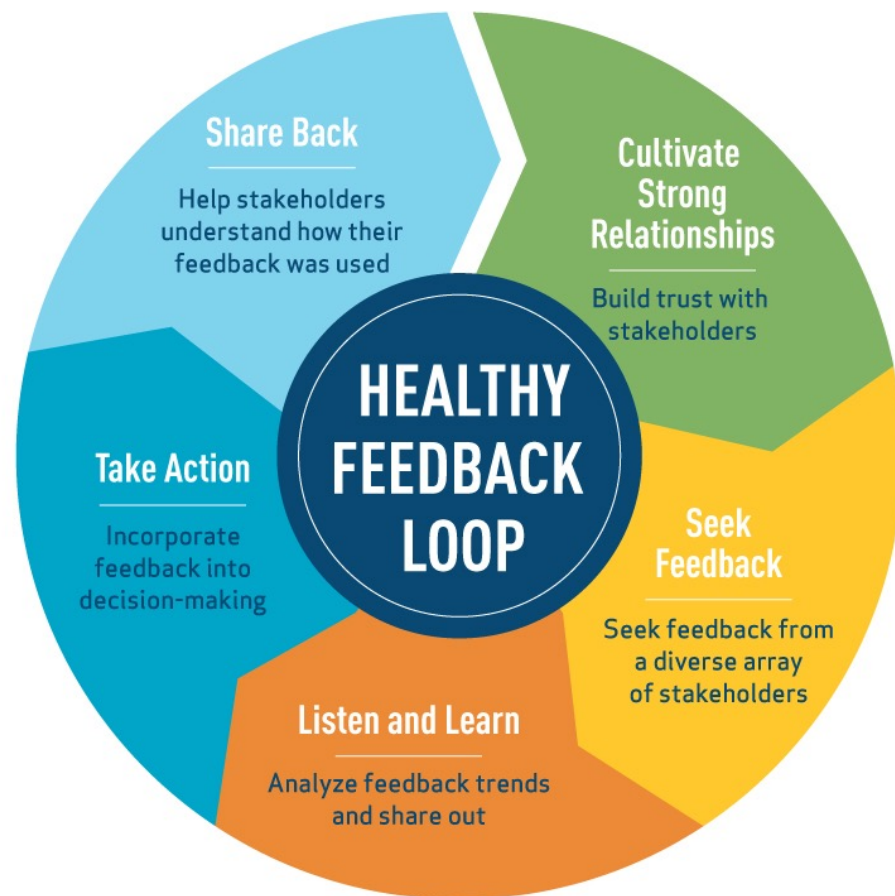 HEALTHY
FEEDBACK
LOOP
Cultivate
Strong
Relationships
Build trust with
stakeholders
Seek
Feedback
Seek feedback from
a diverse array
of stakeholders
Listen and Learn
Analyze feedback trends
and share out
Take Action
Incorporate
feedback into
decision-making
Share Back
Help stakeholders
understand how their
feedback was used